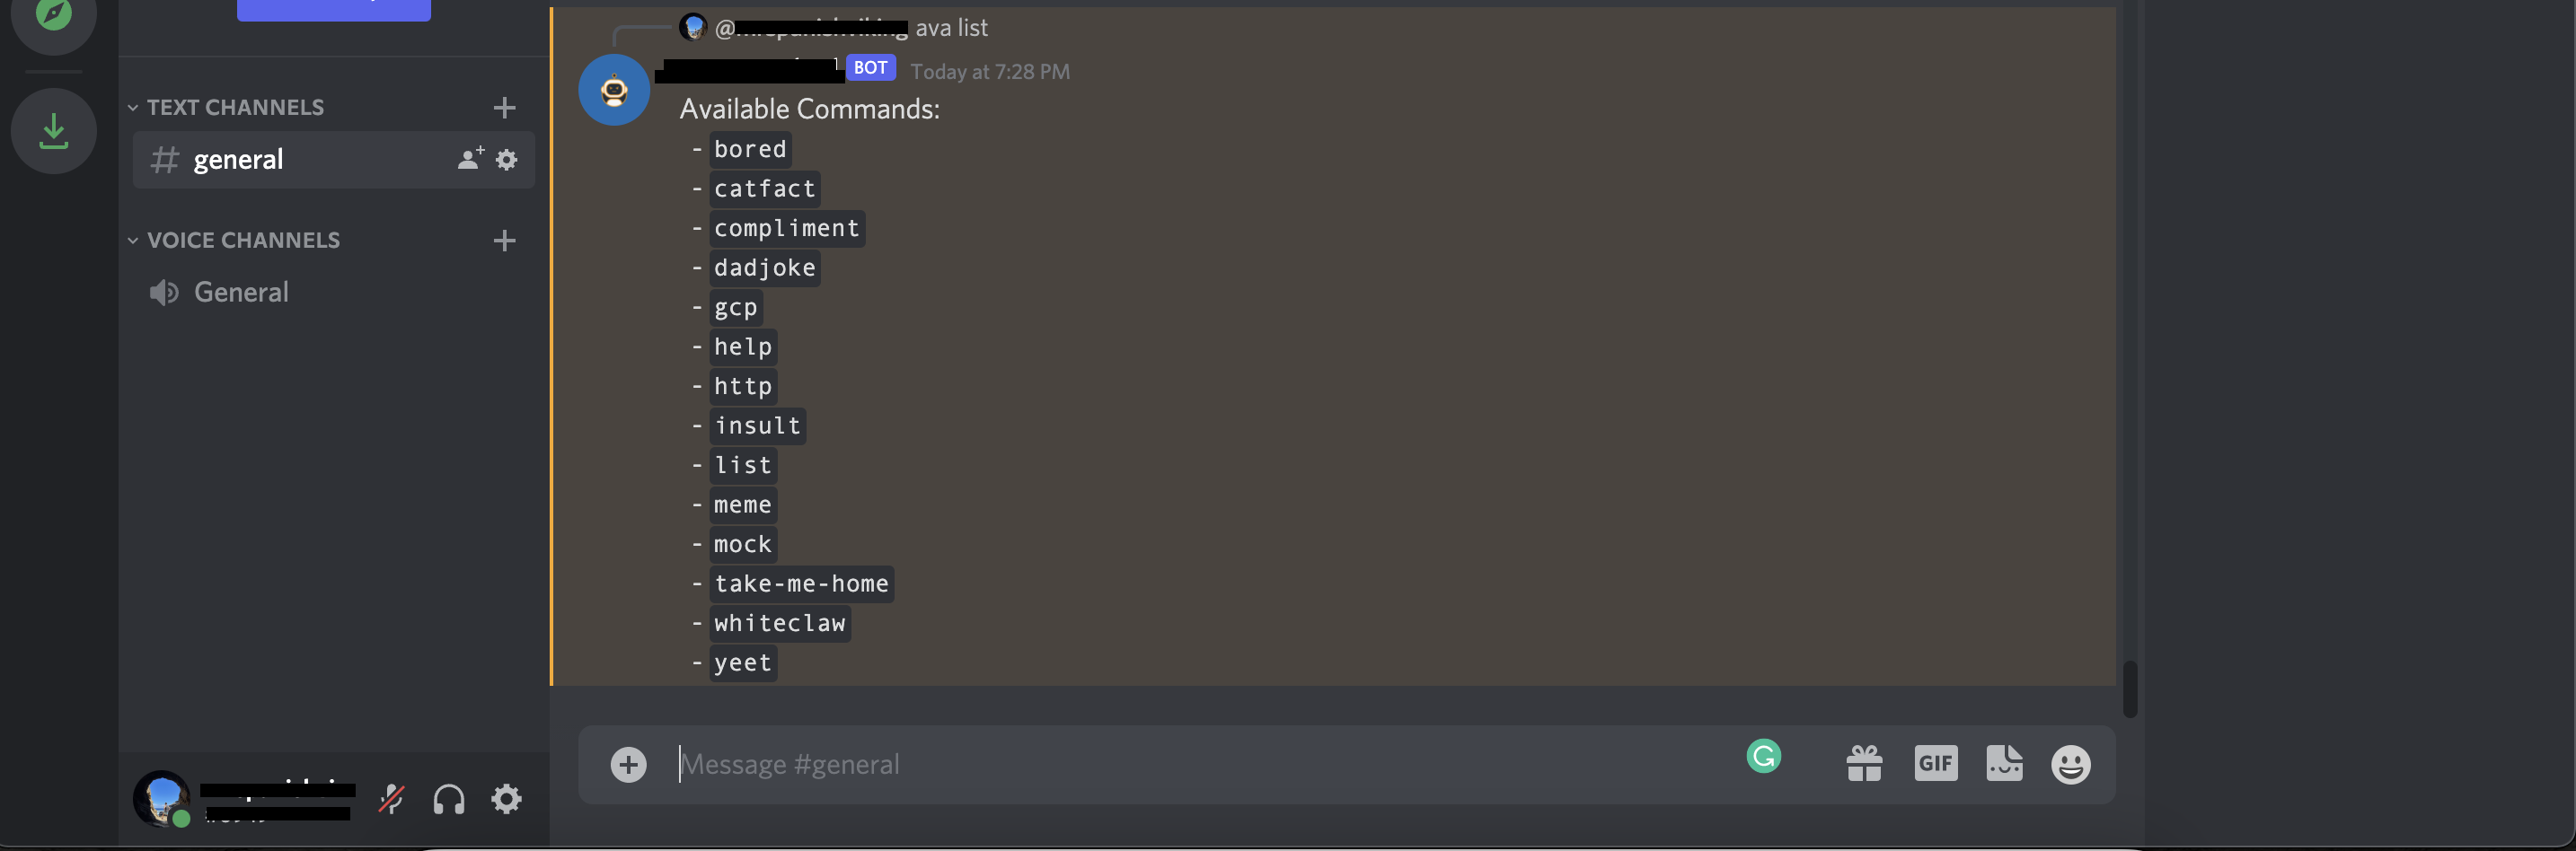 TEXT CHANNELS
general
VOICE CHANNELS
General
@ ava list
BOT Today at 7:28 PM
Available Commands:
- bored
- catfact
- compliment
- dadjoke
- gcp
- help
- http
- insult
- list
- meme
- mock
- take-me-home
- whiteclaw
- yeet
Message #general
GIF